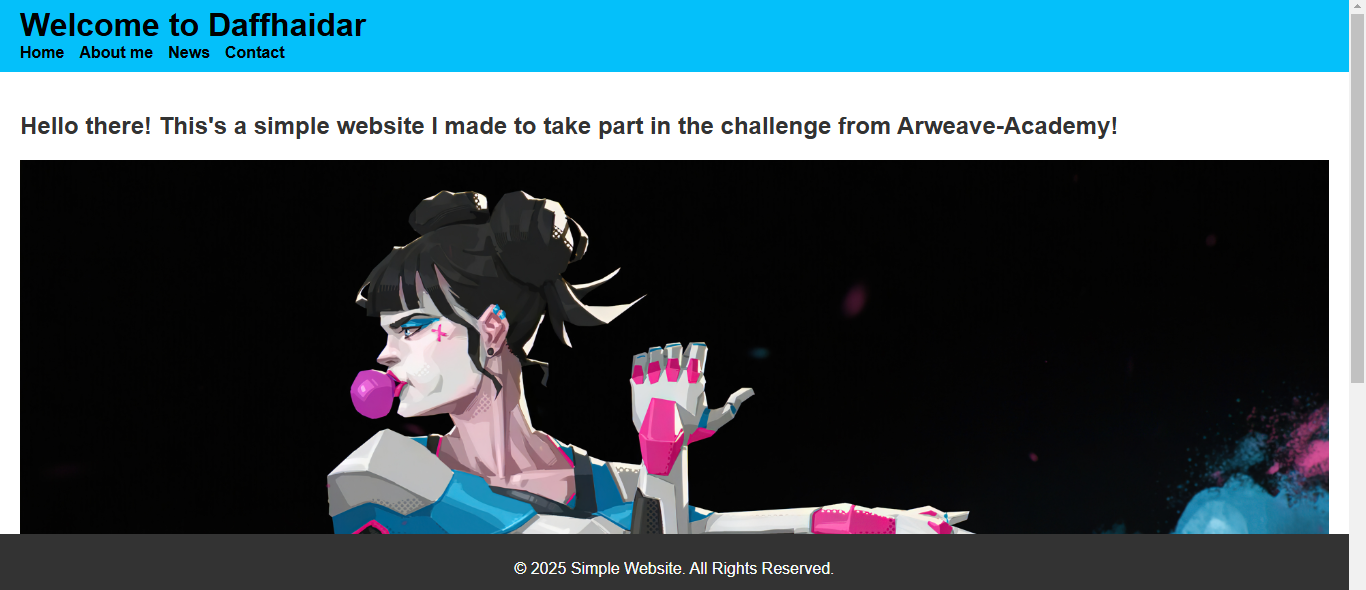 Welcome to Daffhaidar
Home About me News Contact
Hello there! This's a simple website I made to take part in the challenge from Arweave-Academy!
© 2025 Simple Website. All Rights Reserved.